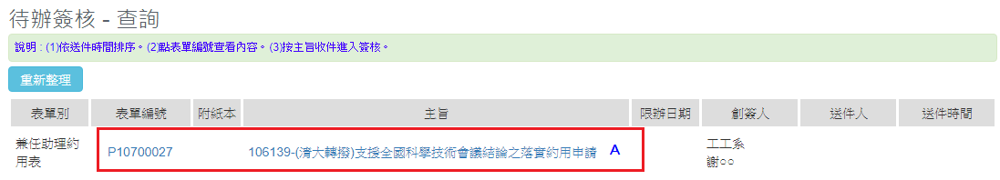 待辦簽核 - 查詢
說明 : (1)依送件時間排序。(2)點表單編號查看內容。(3)按主旨收件進入簽核。
重新整理
表單別 表單編號 附紙本 主旨 限辦日期 創簽人 送件人 送件時間
兼任助理約用表 P10700027 106139-(清大轉撥)支援全國科學技術會議結論之落實約用申請 A 工工系
謝○○